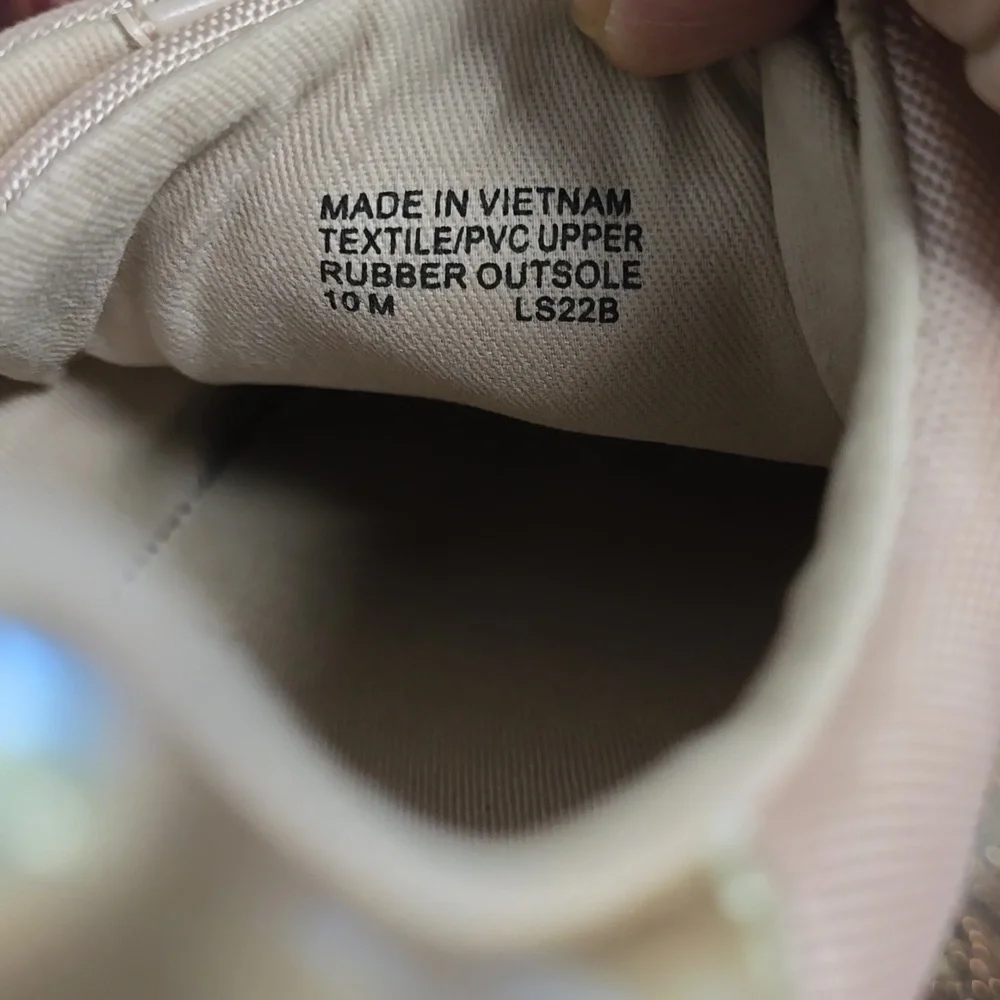 MADE IN VIETNAM
TEXTILE/PVC UPPER
RUBBER OUTSOLE
10 M LS22B